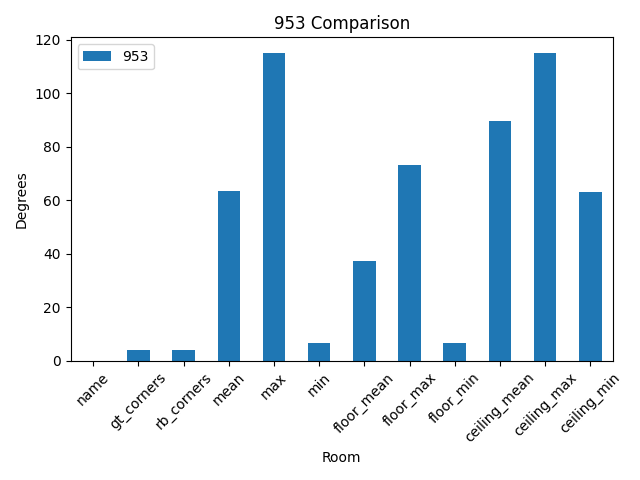 953 Comparison
953
Degrees
120
100
80
60
40
20
0
name
gt_corners
rb_corners
mean
max
min
floor_mean
floor_max
floor_min
ceiling_mean
ceiling_max
ceiling_min
Room